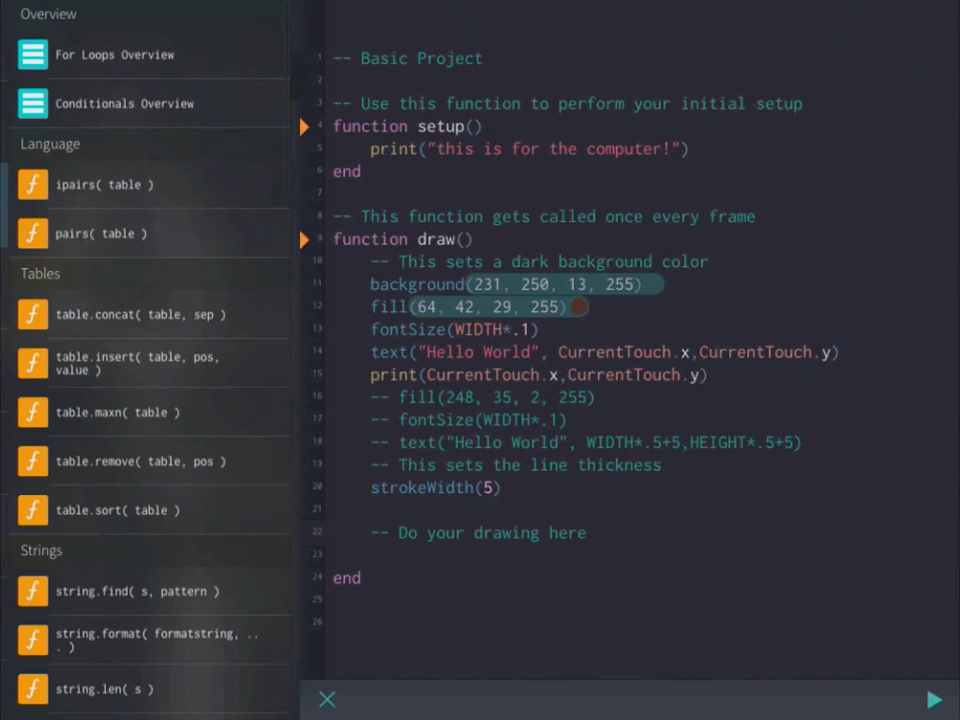 Overview
For Loops Overview
Conditionals Overview
Language
ipairs( table )
pairs( table )
Tables
table.concat( table, sep )
table.insert( table, pos,
value )
table.maxn( table )
table.remove( table, pos )
table.sort( table )
Strings
string.find( s, pattern )
string.format( formatstring, ..
. )
string.len( s )
1 -- Basic Project
2
3 -- Use this function to perform your initial setup
4 function setup()
5 print("this is for the computer!")
6 end
7
8 -- This function gets called once every frame
9 function draw()
10 -- This sets a dark background color
11 background(231, 250, 13, 255)
12 fill(64, 42, 29, 255)
13 fontSize(WIDTH*.1)
14 text("Hello World", CurrentTouch.x,CurrentTouch.y)
15 print(CurrentTouch.x,CurrentTouch.y)
16 -- fill(248, 35, 2, 255)
17 -- fontSize(WIDTH*.1)
18 -- text("Hello World", WIDTH*.5+5,HEIGHT*.5+5)
19 -- This sets the line thickness
20 strokeWidth(5)
21
22 -- Do your drawing here
23
24 end
25
26